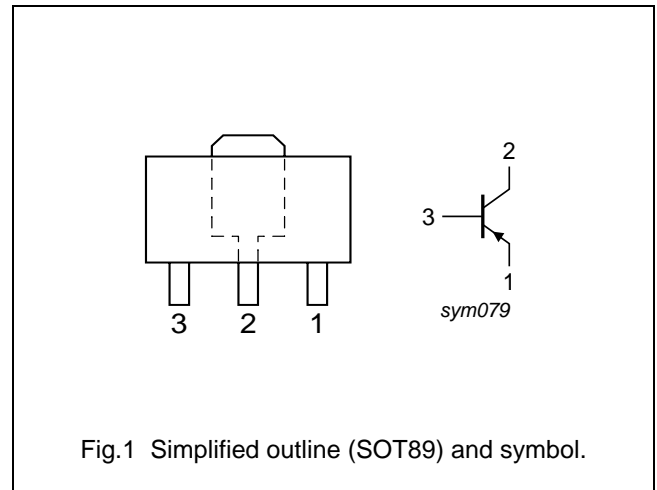 2
3
1
sym079
3 2 1
Fig.1 Simplified outline (SOT89) and symbol.